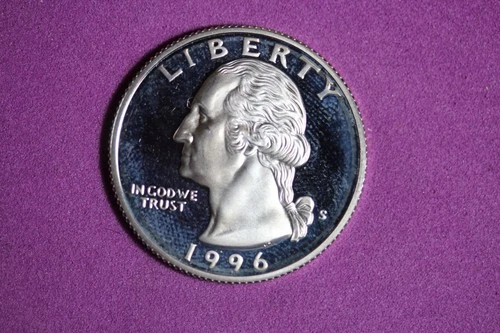 LIBERTY
IN GOD WE
TRUST
S
1996